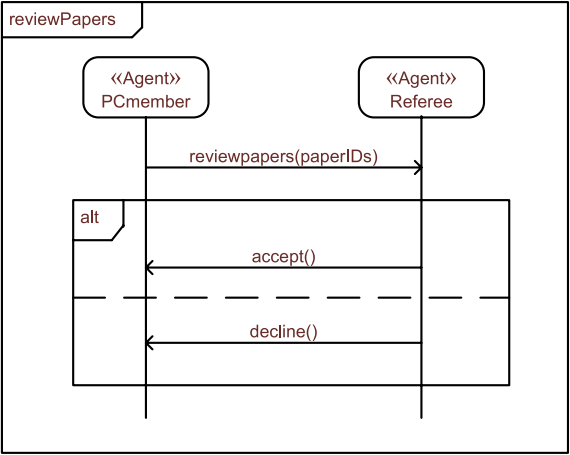 reviewPapers
«Agent»
PCmember
«Agent»
Referee
reviewpapers(paperIDs)
alt
accept()
decline()